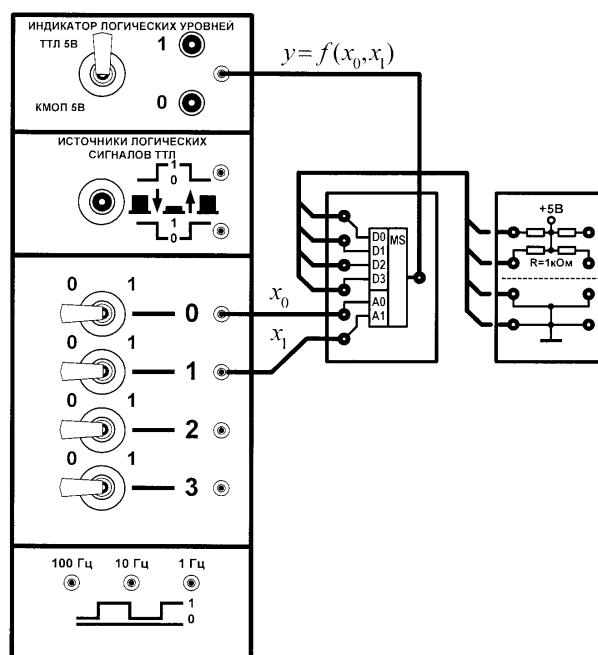 ИНДИКАТОР ЛОГИЧЕСКИХ УРОВНЕЙ
ТТЛ 5В
1
КМОП 5В
0
y = f(x₀,x₁)
ИСТОЧНИКИ ЛОГИЧЕСКИХ
СИГНАЛОВ ТТЛ
1
0
1
0
D0
D1
D2
D3
MS
A0
A1
+5В
R=1кОм
0 1
0
x₀
0 1
1
x₁
0 1
2
0 1
3
100 Гц 10 Гц 1 Гц
1
0